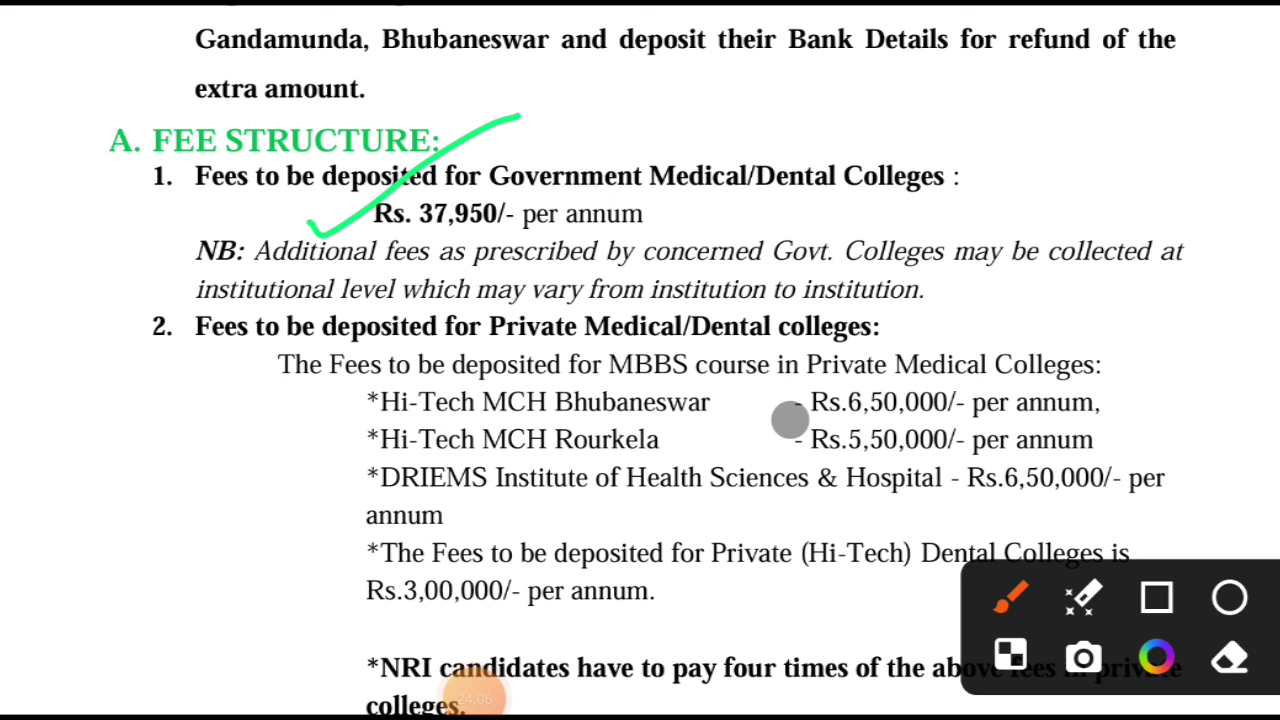 Gandamunda, Bhubaneswar and deposit their Bank Details for refund of the
extra amount.
A. FEE STRUCTURE:
1. Fees to be deposited for Government Medical/Dental Colleges :
Rs. 37,950/- per annum
NB: Additional fees as prescribed by concerned Govt. Colleges may be collected at
institutional level which may vary from institution to institution.
2. Fees to be deposited for Private Medical/Dental colleges:
The Fees to be deposited for MBBS course in Private Medical Colleges:
*Hi-Tech MCH Bhubaneswar - Rs.6,50,000/- per annum,
*Hi-Tech MCH Rourkela - Rs.5,50,000/- per annum
*DRIEMS Institute of Health Sciences & Hospital - Rs.6,50,000/- per
annum
*The Fees to be deposited for Private (Hi-Tech) Dental Colleges is
Rs.3,00,000/- per annum.
*NRI candidates have to pay four times of the above fees in private
colleges.
24:06